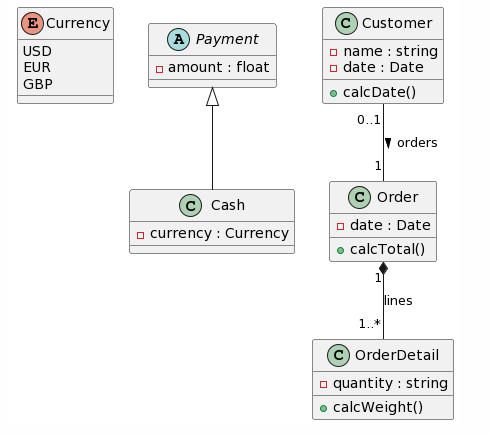 E Currency
USD
EUR
GBP
A Payment
amount : float
C Customer
name : string
date : Date
calcDate()
0..1
orders
1
C Cash
currency : Currency
C Order
date : Date
calcTotal()
1
lines
1..*
C OrderDetail
quantity : string
calcWeight()